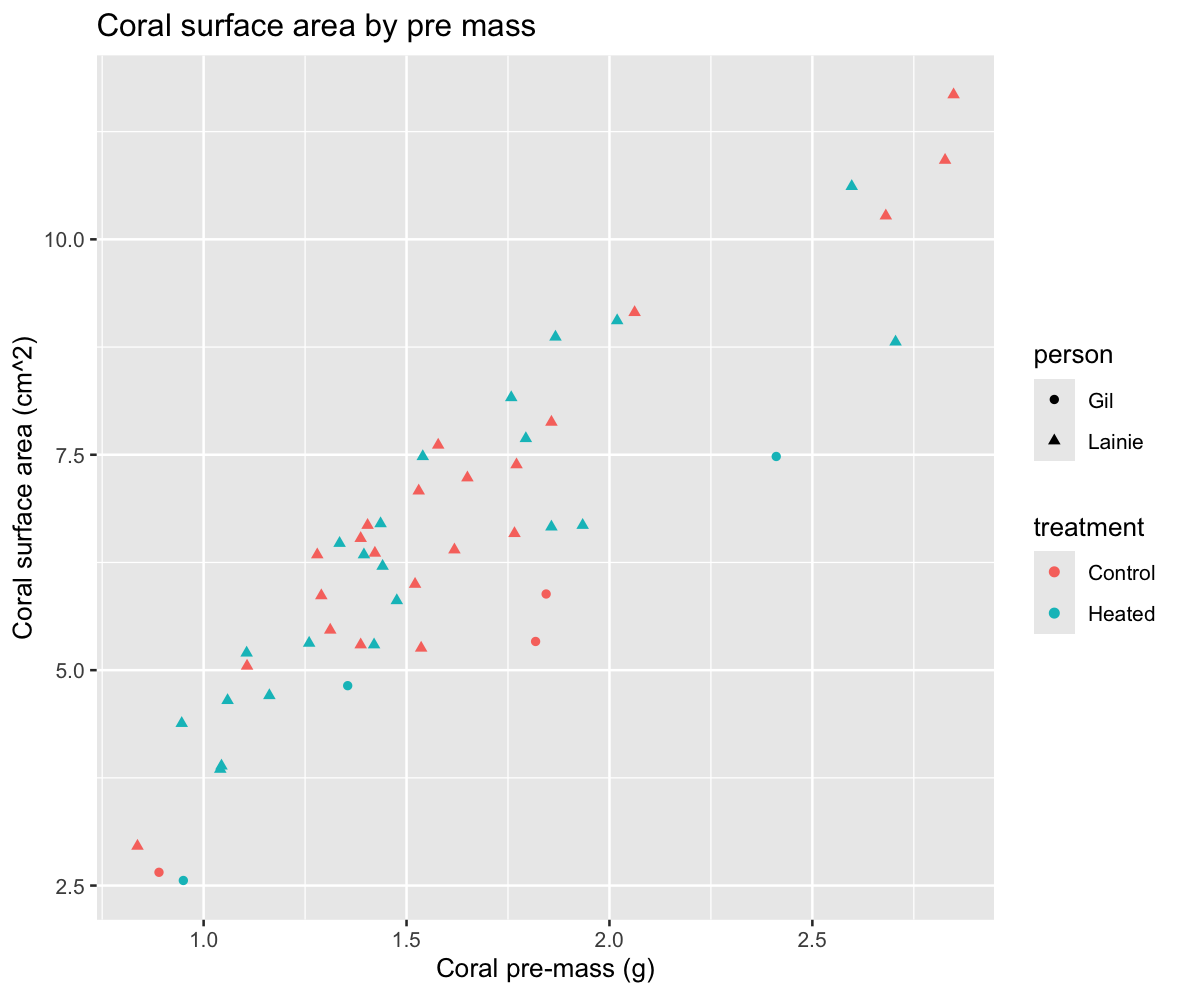 Coral surface area by pre mass
Coral surface area (cm^2)
10.0
7.5
5.0
2.5
1.0
1.5
2.0
2.5
Coral pre-mass (g)
person
Gil
Lainie
treatment
Control
Heated